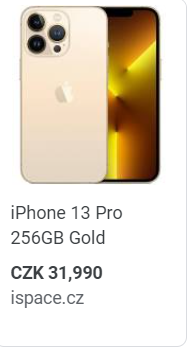 iPhone 13 Pro
256GB Gold
CZK 31,990
ispace.cz